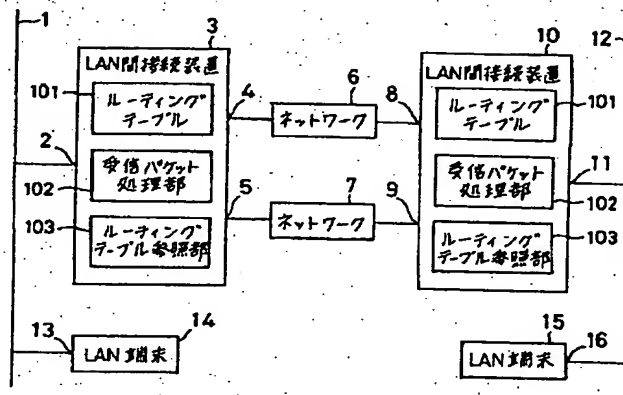 1
3
LAN間接続装置
101
ルーティング
テーブル
2
受信パケット
処理部
102
103
ルーティング
テーブル参照部
4
6
ネットワーク
8
5
7
ネットワーク
9
10
LAN間接続装置
12
101
ルーティング
テーブル
受信パケット
処理部
11
102
ルーティング
テーブル参照部
103
13
14
LAN端末
15
LAN端末
16